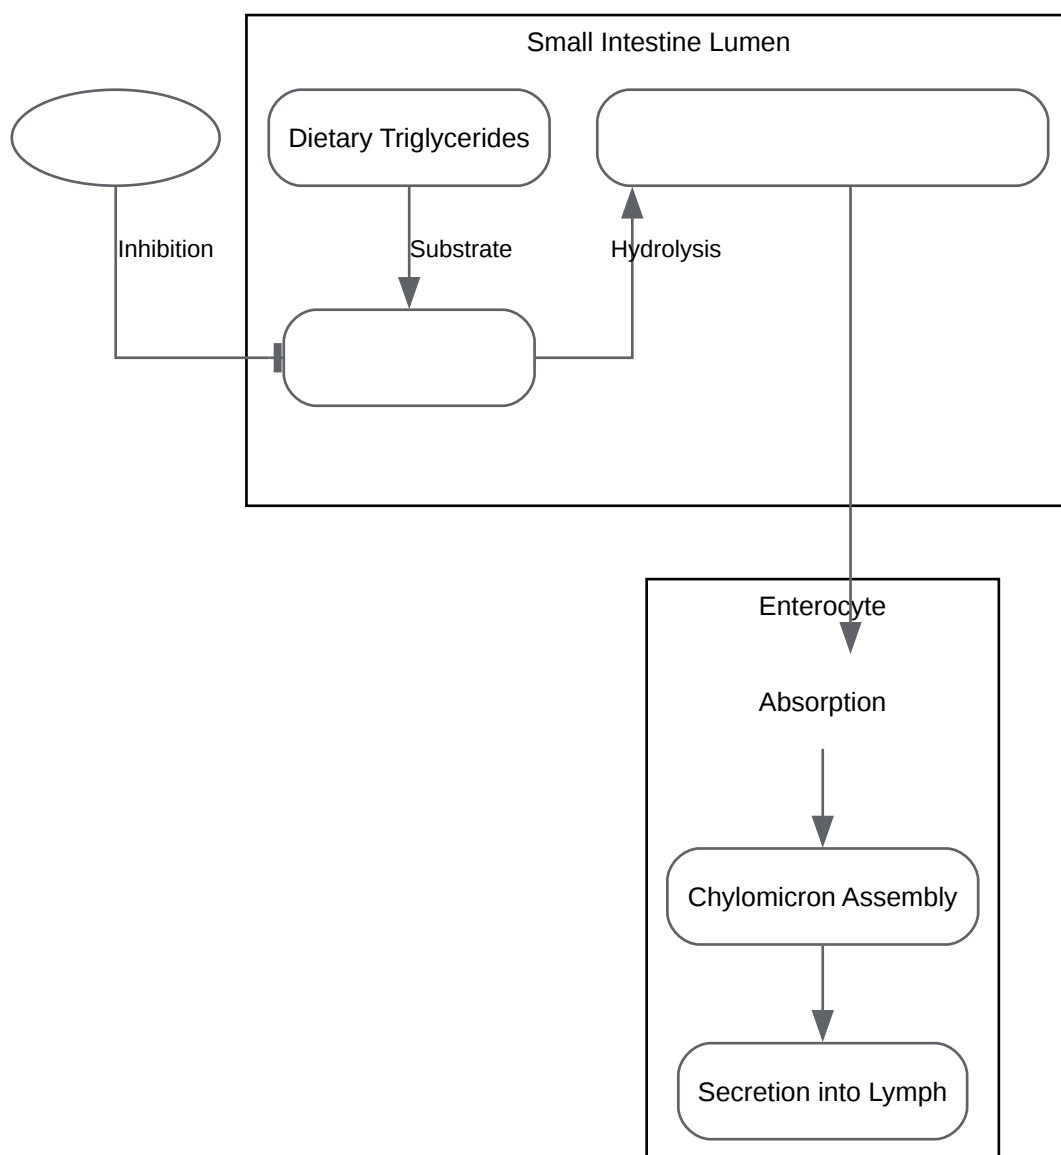 Small Intestine Lumen
Dietary Triglycerides
Inhibition
Substrate
Hydrolysis
Enterocyte
Absorption
Chylomicron Assembly
Secretion into Lymph